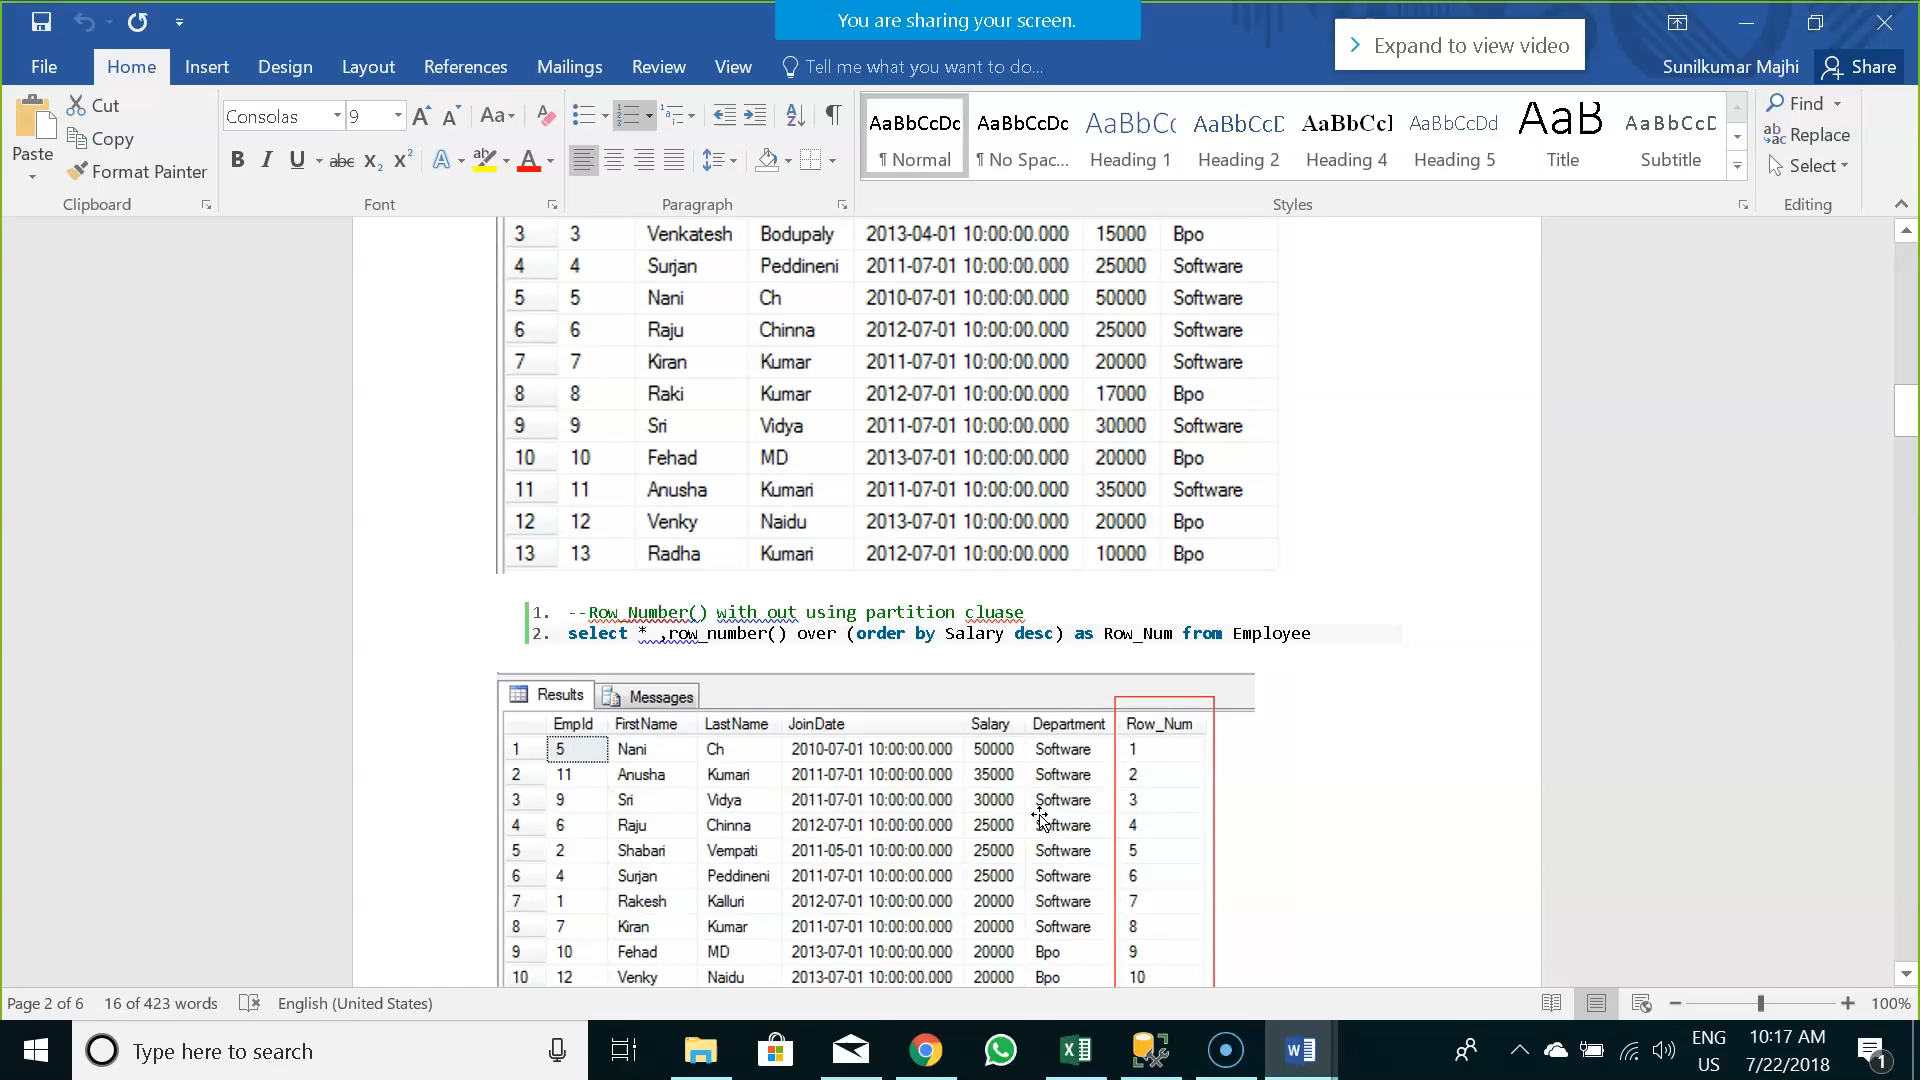 You are sharing your screen.
Expand to view video
File Home Insert Design Layout References Mailings Review View Tell me what you want to do... Sunilkumar Majhi Share
Paste Cut Copy Format Painter
Consolas 9
AaBbCcDc AaBbCcDc AaBbCc AaBbCcD AaBbCcl AaBbCcDd AaB AaBbCcD
¶ Normal ¶ No Spac... Heading 1 Heading 2 Heading 4 Heading 5 Title Subtitle
Find Replace Select
Clipboard Font Paragraph Styles Editing
3 3 Venkatesh Bodupaly 2013-04-01 10:00:00.000 15000 Bpo
4 4 Surjan Peddineni 2011-07-01 10:00:00.000 25000 Software
5 5 Nani Ch 2010-07-01 10:00:00.000 50000 Software
6 6 Raju Chinna 2012-07-01 10:00:00.000 25000 Software
7 7 Kiran Kumar 2011-07-01 10:00:00.000 20000 Software
8 8 Raki Kumar 2012-07-01 10:00:00.000 17000 Bpo
9 9 Sri Vidya 2011-07-01 10:00:00.000 30000 Software
10 10 Fehad MD 2013-07-01 10:00:00.000 20000 Bpo
11 11 Anusha Kumari 2011-07-01 10:00:00.000 35000 Software
12 12 Venky Naidu 2013-07-01 10:00:00.000 20000 Bpo
13 13 Radha Kumari 2012-07-01 10:00:00.000 10000 Bpo
1. --Row_Number() with out using partition cluase
2. select * ,row_number() over (order by Salary desc) as Row_Num from Employee
Results Messages
EmpId FirstName LastName JoinDate Salary Department Row_Num
1 5 Nani Ch 2010-07-01 10:00:00.000 50000 Software 1
2 11 Anusha Kumari 2011-07-01 10:00:00.000 35000 Software 2
3 9 Sri Vidya 2011-07-01 10:00:00.000 30000 Software 3
4 6 Raju Chinna 2012-07-01 10:00:00.000 25000 Software 4
5 2 Shabari Vempati 2011-05-01 10:00:00.000 25000 Software 5
6 4 Surjan Peddineni 2011-07-01 10:00:00.000 25000 Software 6
7 1 Rakesh Kalluri 2012-07-01 10:00:00.000 20000 Software 7
8 7 Kiran Kumar 2011-07-01 10:00:00.000 20000 Software 8
9 10 Fehad MD 2013-07-01 10:00:00.000 20000 Bpo 9
10 12 Venky Naidu 2013-07-01 10:00:00.000 20000 Bpo 10
Page 2 of 6 16 of 423 words English (United States) 100%
Type here to search
ENG US 10:17 AM 7/22/2018 1